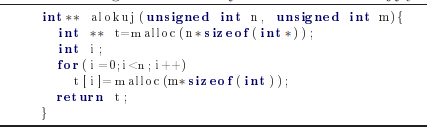 int** alokuj(unsigned int n, unsigned int m){
int ** t=malloc(n*sizeof(int*));
int i;
for(i=0;i<n;i++)
t[i]=malloc(m*sizeof(int));
return t;
}